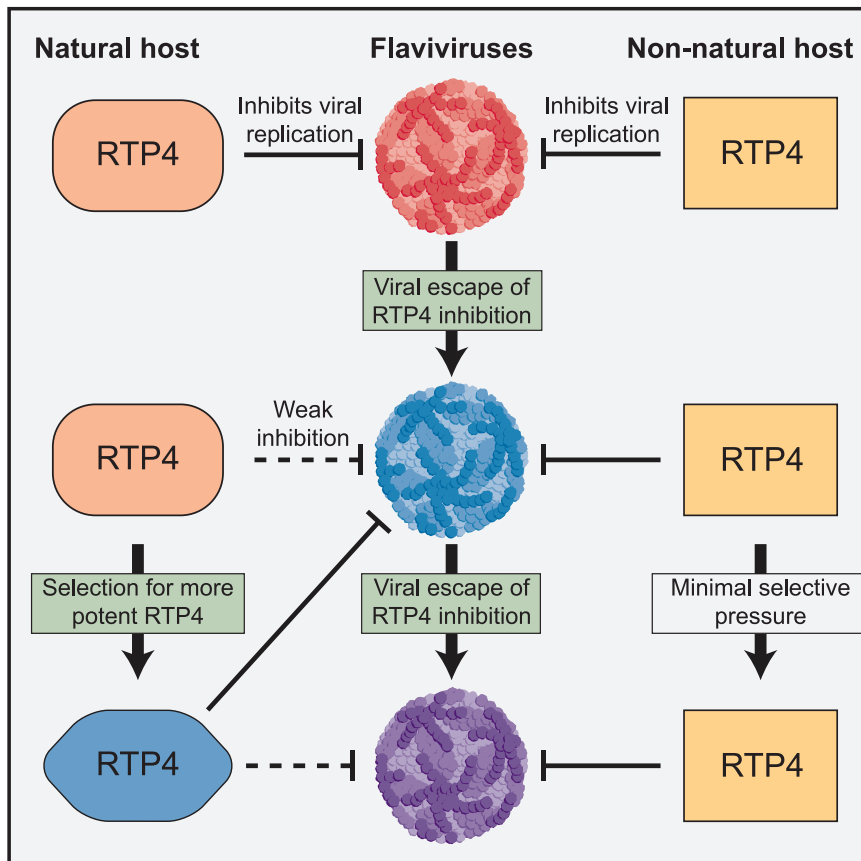 Natural host
Flaviviruses
Non-natural host
RTP4
Inhibits viral
replication
Inhibits viral
replication
RTP4
Viral escape of
RTP4 inhibition
RTP4
Weak
inhibition
RTP4
Selection for more
potent RTP4
Viral escape of
RTP4 inhibition
Minimal selective
pressure
RTP4
RTP4